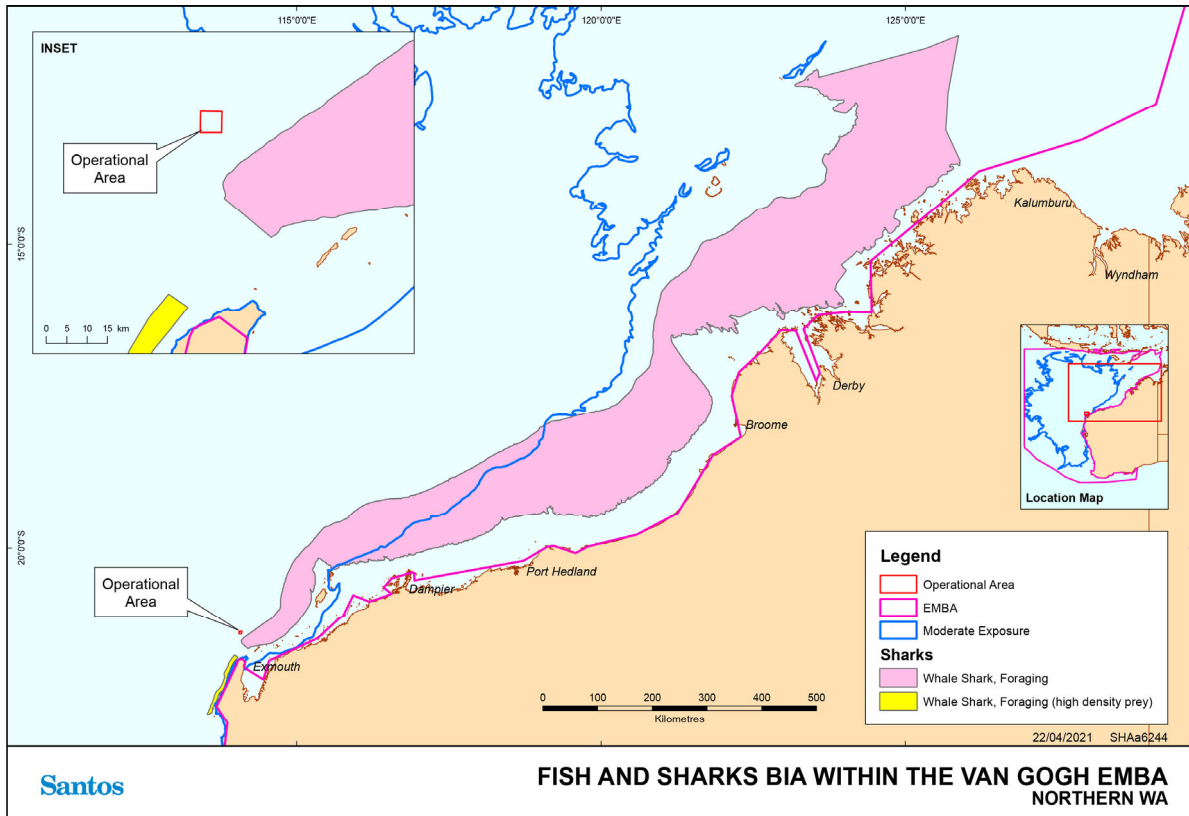 115°0'0"E
120°0'0"E
125°0'0"E
INSET
Operational
Area
0 5 10 15 km
15°0'0"S
20°0'0"S
Kalumburu
Wyndham
Derby
Broome
Port Hedland
Dampier
Exmouth
Operational
Area
Location Map
0 100 200 300 400 500
Kilometres
Legend
Operational Area
EMBA
Moderate Exposure
Sharks
Whale Shark, Foraging
Whale Shark, Foraging (high density prey)
22/04/2021 SHAa6244
Santos
FISH AND SHARKS BIA WITHIN THE VAN GOGH EMBA
NORTHERN WA